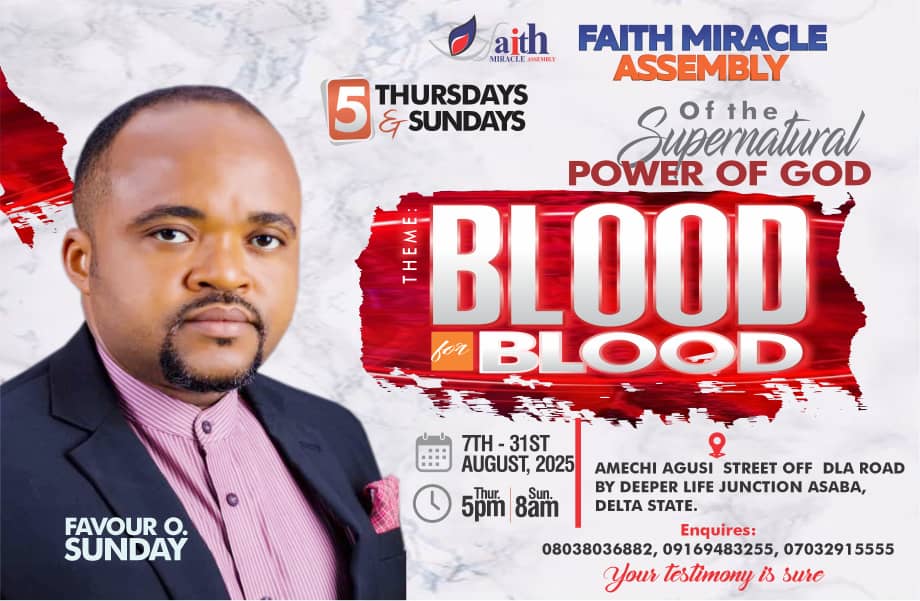 aith
MIRACLE ASSEMBLY
FAITH MIRACLE
ASSEMBLY
5 THURSDAYS
& SUNDAYS
Of the
Supernatural
POWER OF GOD
THEME:
BLOOD
for BLOOD
7TH - 31ST
AUGUST, 2025
Thur. Sun.
5pm 8am
AMECHI AGUSI STREET OFF DLA ROAD
BY DEEPER LIFE JUNCTION ASABA,
DELTA STATE.
Enquires:
08038036882, 09169483255, 07032915555
Your testimony is sure
FAVOUR O.
SUNDAY